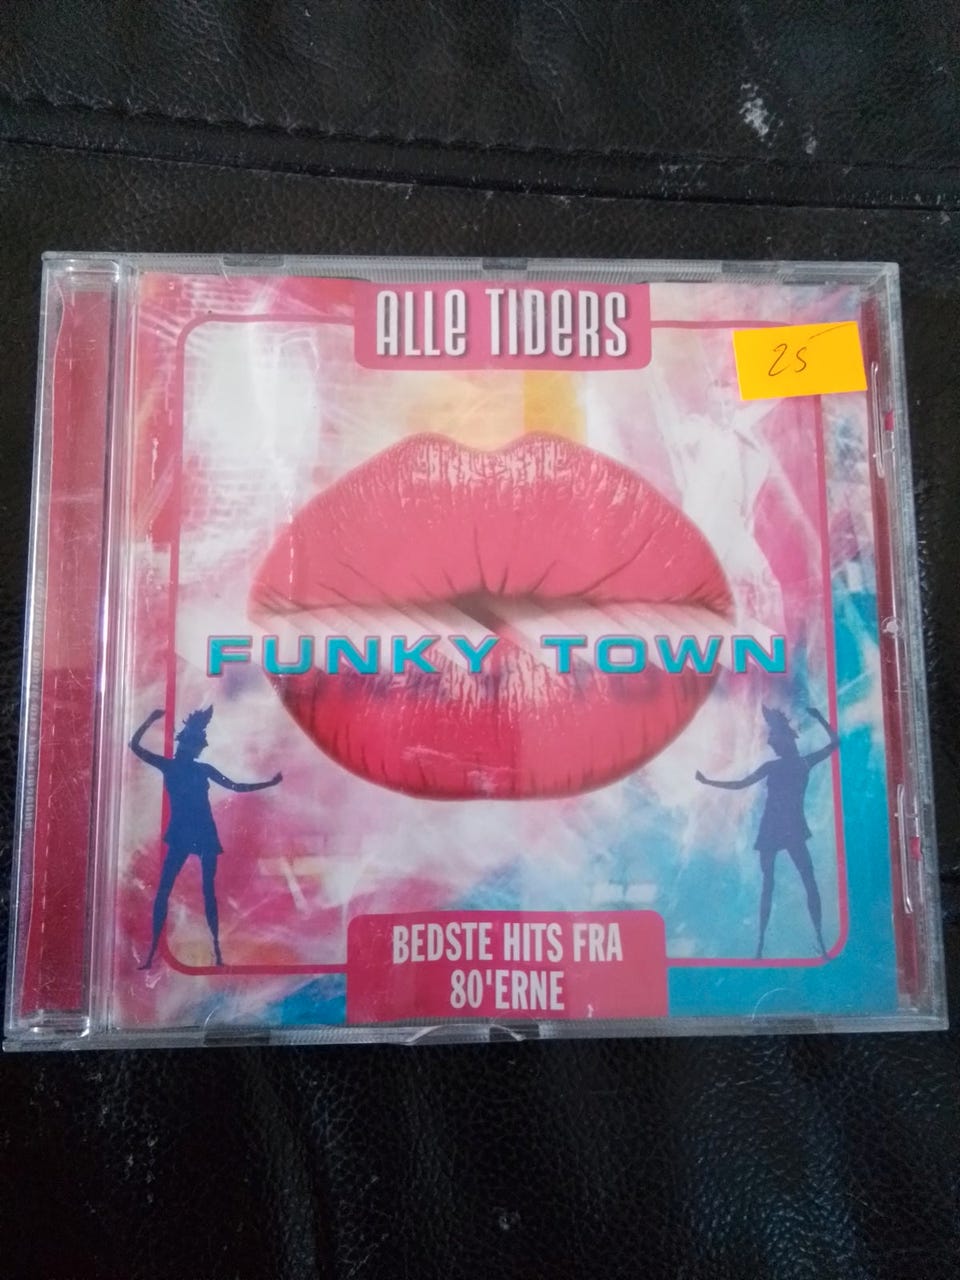 ALLE TIDERS
25
FUNKY TOWN
BEDSTE HITS FRA
80'ERNE